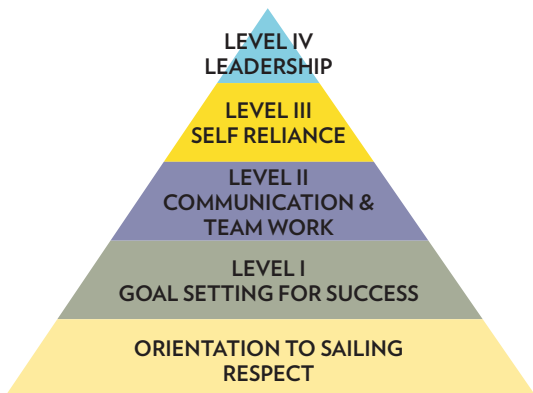 LEVEL IV
LEADERSHIP
LEVEL III
SELF RELIANCE
LEVEL II
COMMUNICATION &
TEAM WORK
LEVEL I
GOAL SETTING FOR SUCCESS
ORIENTATION TO SAILING
RESPECT